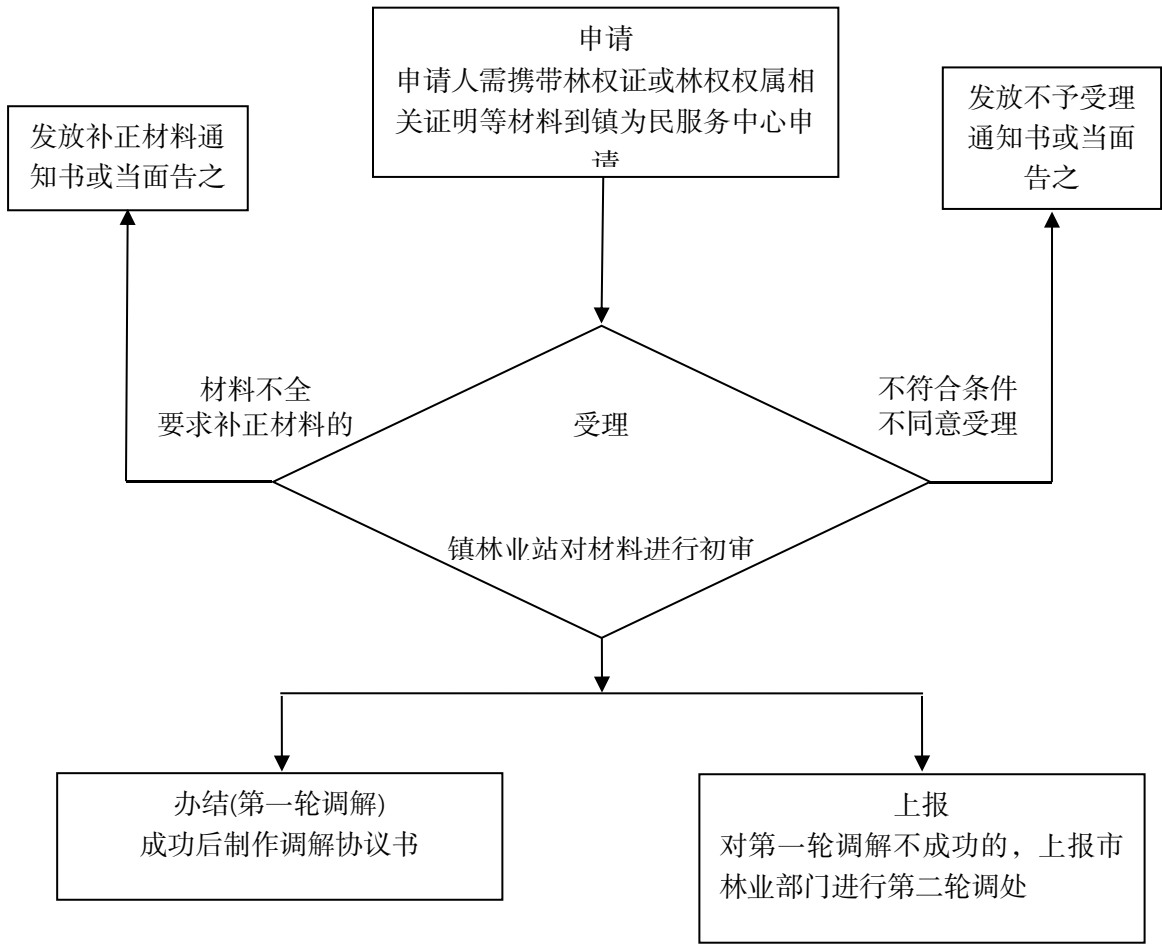 申请
申请人需携带林权证或林权权属相
关证明等材料到镇为民服务中心申
请
发放补正材料通
知书或当面告之
发放不予受理
通知书或当面
告之
材料不全
要求补正材料的
受理
不符合条件
不同意受理
镇林业站对材料进行初审
办结(第一轮调解)
成功后制作调解协议书
上报
对第一轮调解不成功的，上报市
林业部门进行第二轮调处